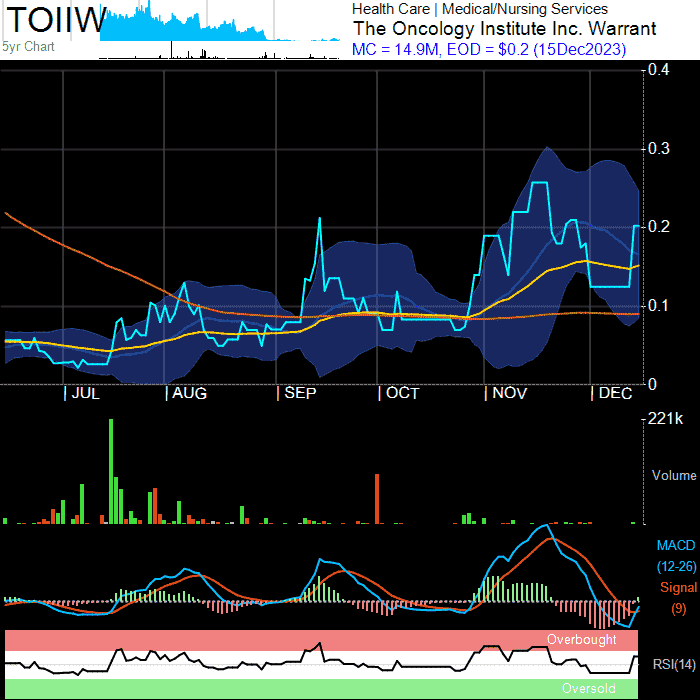 TOIIW
5yr Chart
Health Care | Medical/Nursing Services
The Oncology Institute Inc. Warrant
MC = 14.9M, EOD = $0.2 (15Dec2023)
0.4
0.3
0.2
0.1
0
| JUL | AUG | SEP | OCT | NOV | DEC
221k
Volume
MACD
(12-26)
Signal
(9)
Overbought
RSI(14)
Oversold